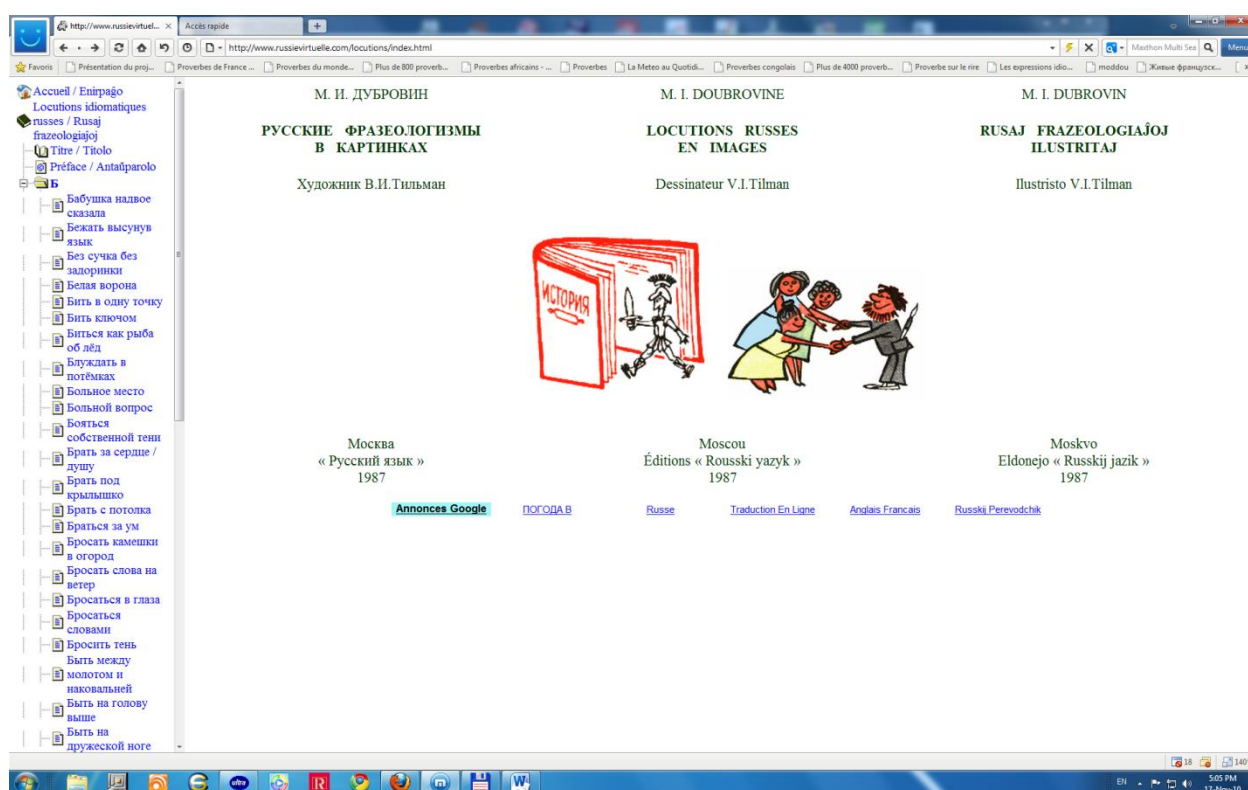 http://www.russievirtuel...
Accès rapide
http://www.russievirtuelle.com/locutions/index.html
Maxthon Multi Sea
Menu
Favoris
Présentation du proj...
Proverbes de France ...
Proverbes du monde...
Plus de 800 proverb...
Proverbes africains - ...
Proverbes
La Meteo au Quotidi...
Proverbes congolais
Plus de 4000 proverb...
Proverbe sur le rire
Les expressions idio...
moddou
Живые французск...
Accueil / Enirpaĝo
Locutions idiomatiques
russes / Rusaj
frazeologiaĵoj
Titre / Titolo
Préface / Antaŭparolo
Б
Бабушка надвое
сказала
Бежать высунув
язык
Без сучка без
задоринки
Белая ворона
Бить в одну точку
Бить ключом
Биться как рыба
об лёд
Блуждать в
потёмках
Больное место
Больной вопрос
Бояться
собственной тени
Брать за сердце /
душу
Брать под
крылышко
Брать с потолка
Браться за ум
Бросать камешки
в огород
Бросать слова на
ветер
Бросаться в глаза
Бросаться
словами
Бросить тень
Быть между
молотом и
наковальней
Быть на голову
выше
Быть на
дружеской ноге
М. И. ДУБРОВИН
РУССКИЕ ФРАЗЕОЛОГИЗМЫ
В КАРТИНКАХ
Художник В.И.Тильман
M. I. DOUBROVINE
LOCUTIONS RUSSES
EN IMAGES
Dessinateur V.I.Tilman
M. I. DUBROVIN
RUSAJ FRAZEOLOGIAĴOJ
ILUSTRITAJ
Ilustristo V.I.Tilman
ИСТОРИЯ
Москва
« Русский язык »
1987
Moscou
Éditions « Rousski yazyk »
1987
Moskvo
Eldonejo « Russkij jazik »
1987
Annonces Google
ПОГОДА В
Russe
Traduction En Ligne
Anglais Francais
Russkij Perevodchik
18
140
ultra
EN
5:05 PM
17-Nov-10